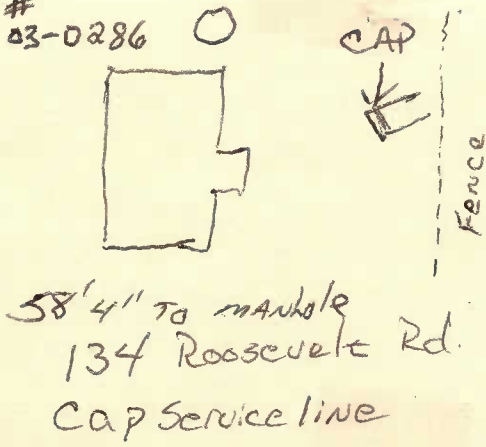 #
03-0286
CAP
Fence
58'4" To manhole
134 Roosevelt Rd.
Cap Service line